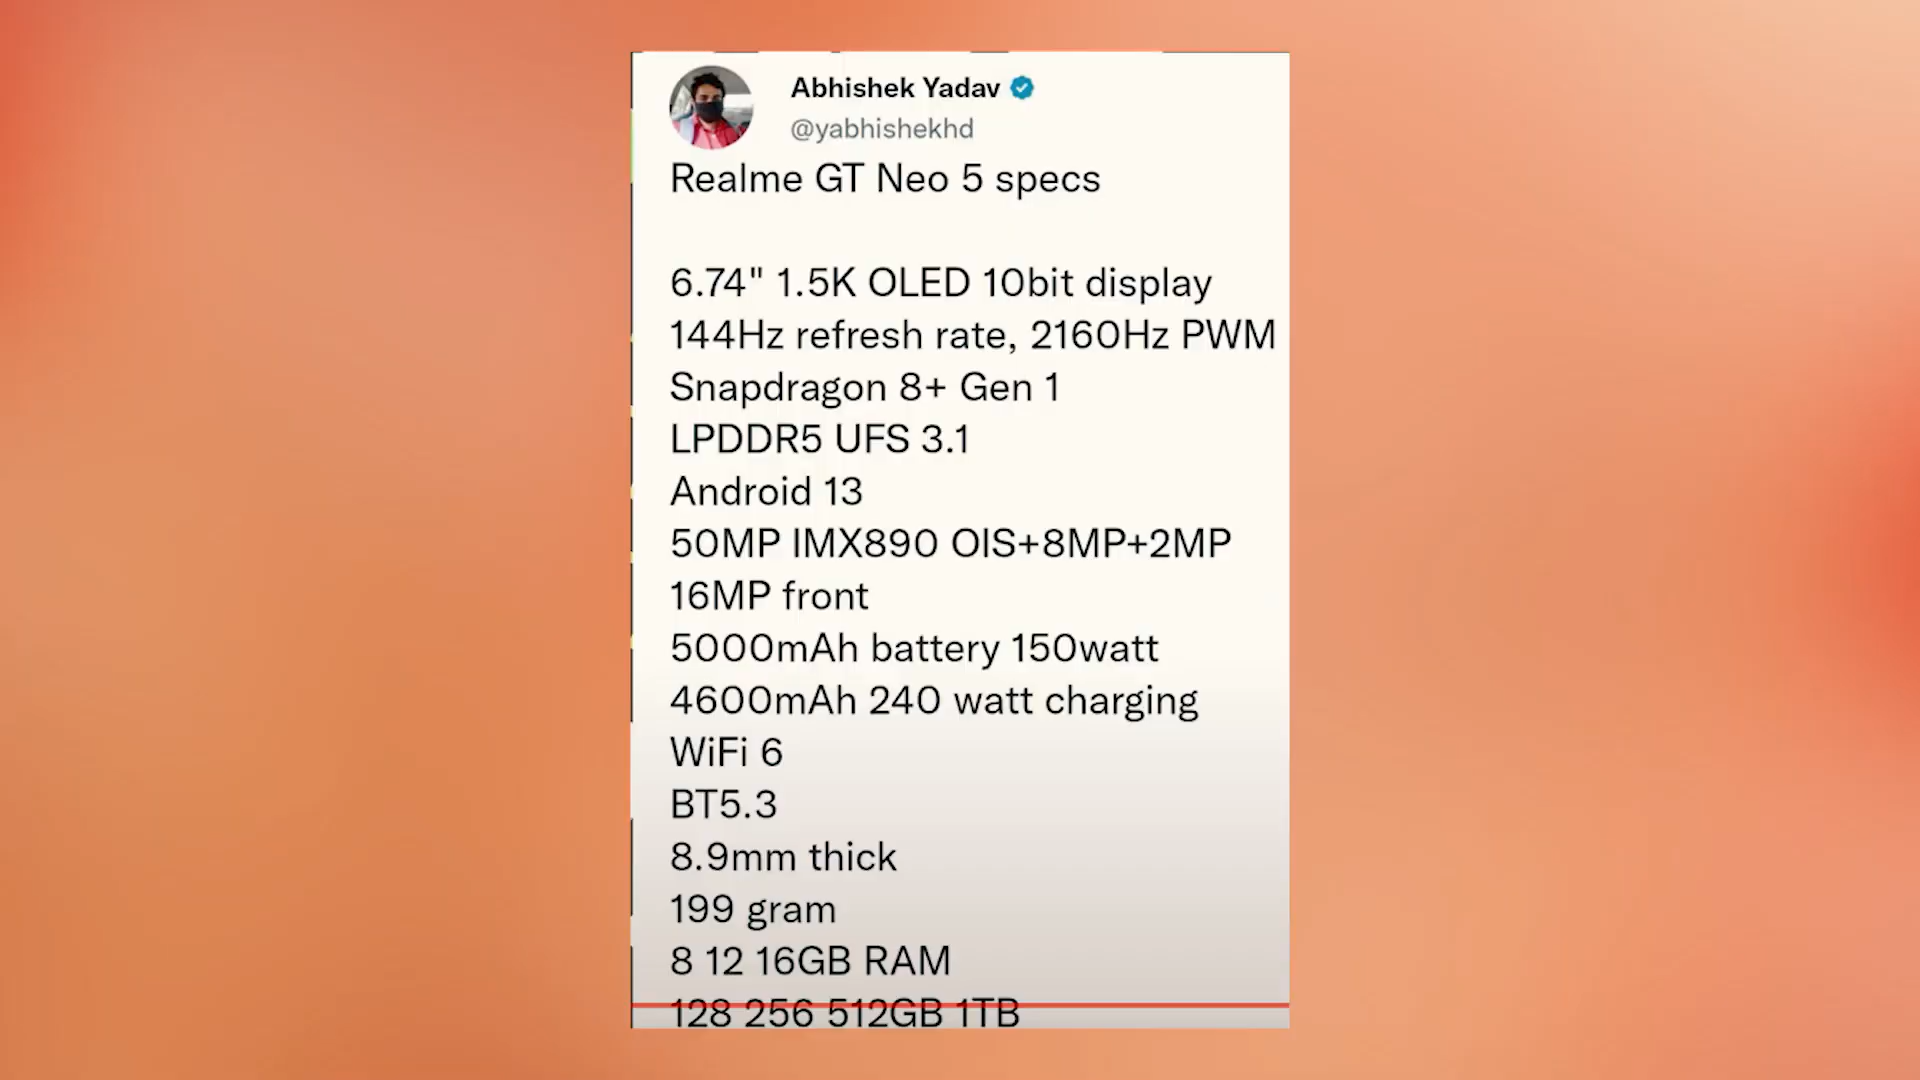 Abhishek Yadav
@yabhishekhd
Realme GT Neo 5 specs
6.74" 1.5K OLED 10bit display
144Hz refresh rate, 2160Hz PWM
Snapdragon 8+ Gen 1
LPDDR5 UFS 3.1
Android 13
50MP IMX890 OIS+8MP+2MP
16MP front
5000mAh battery 150watt
4600mAh 240 watt charging
WiFi 6
BT5.3
8.9mm thick
199 gram
8 12 16GB RAM
128 256 512GB 1TB